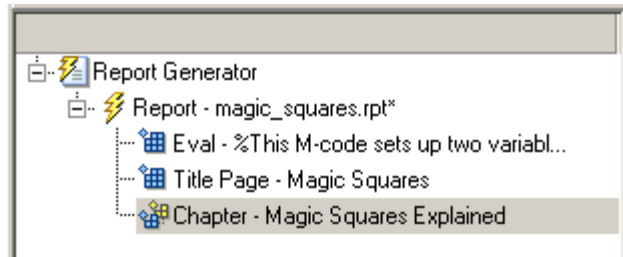 Report Generator
Report - magic_squares.rpt*
Eval - %This M-code sets up two variabl...
Title Page - Magic Squares
Chapter - Magic Squares Explained